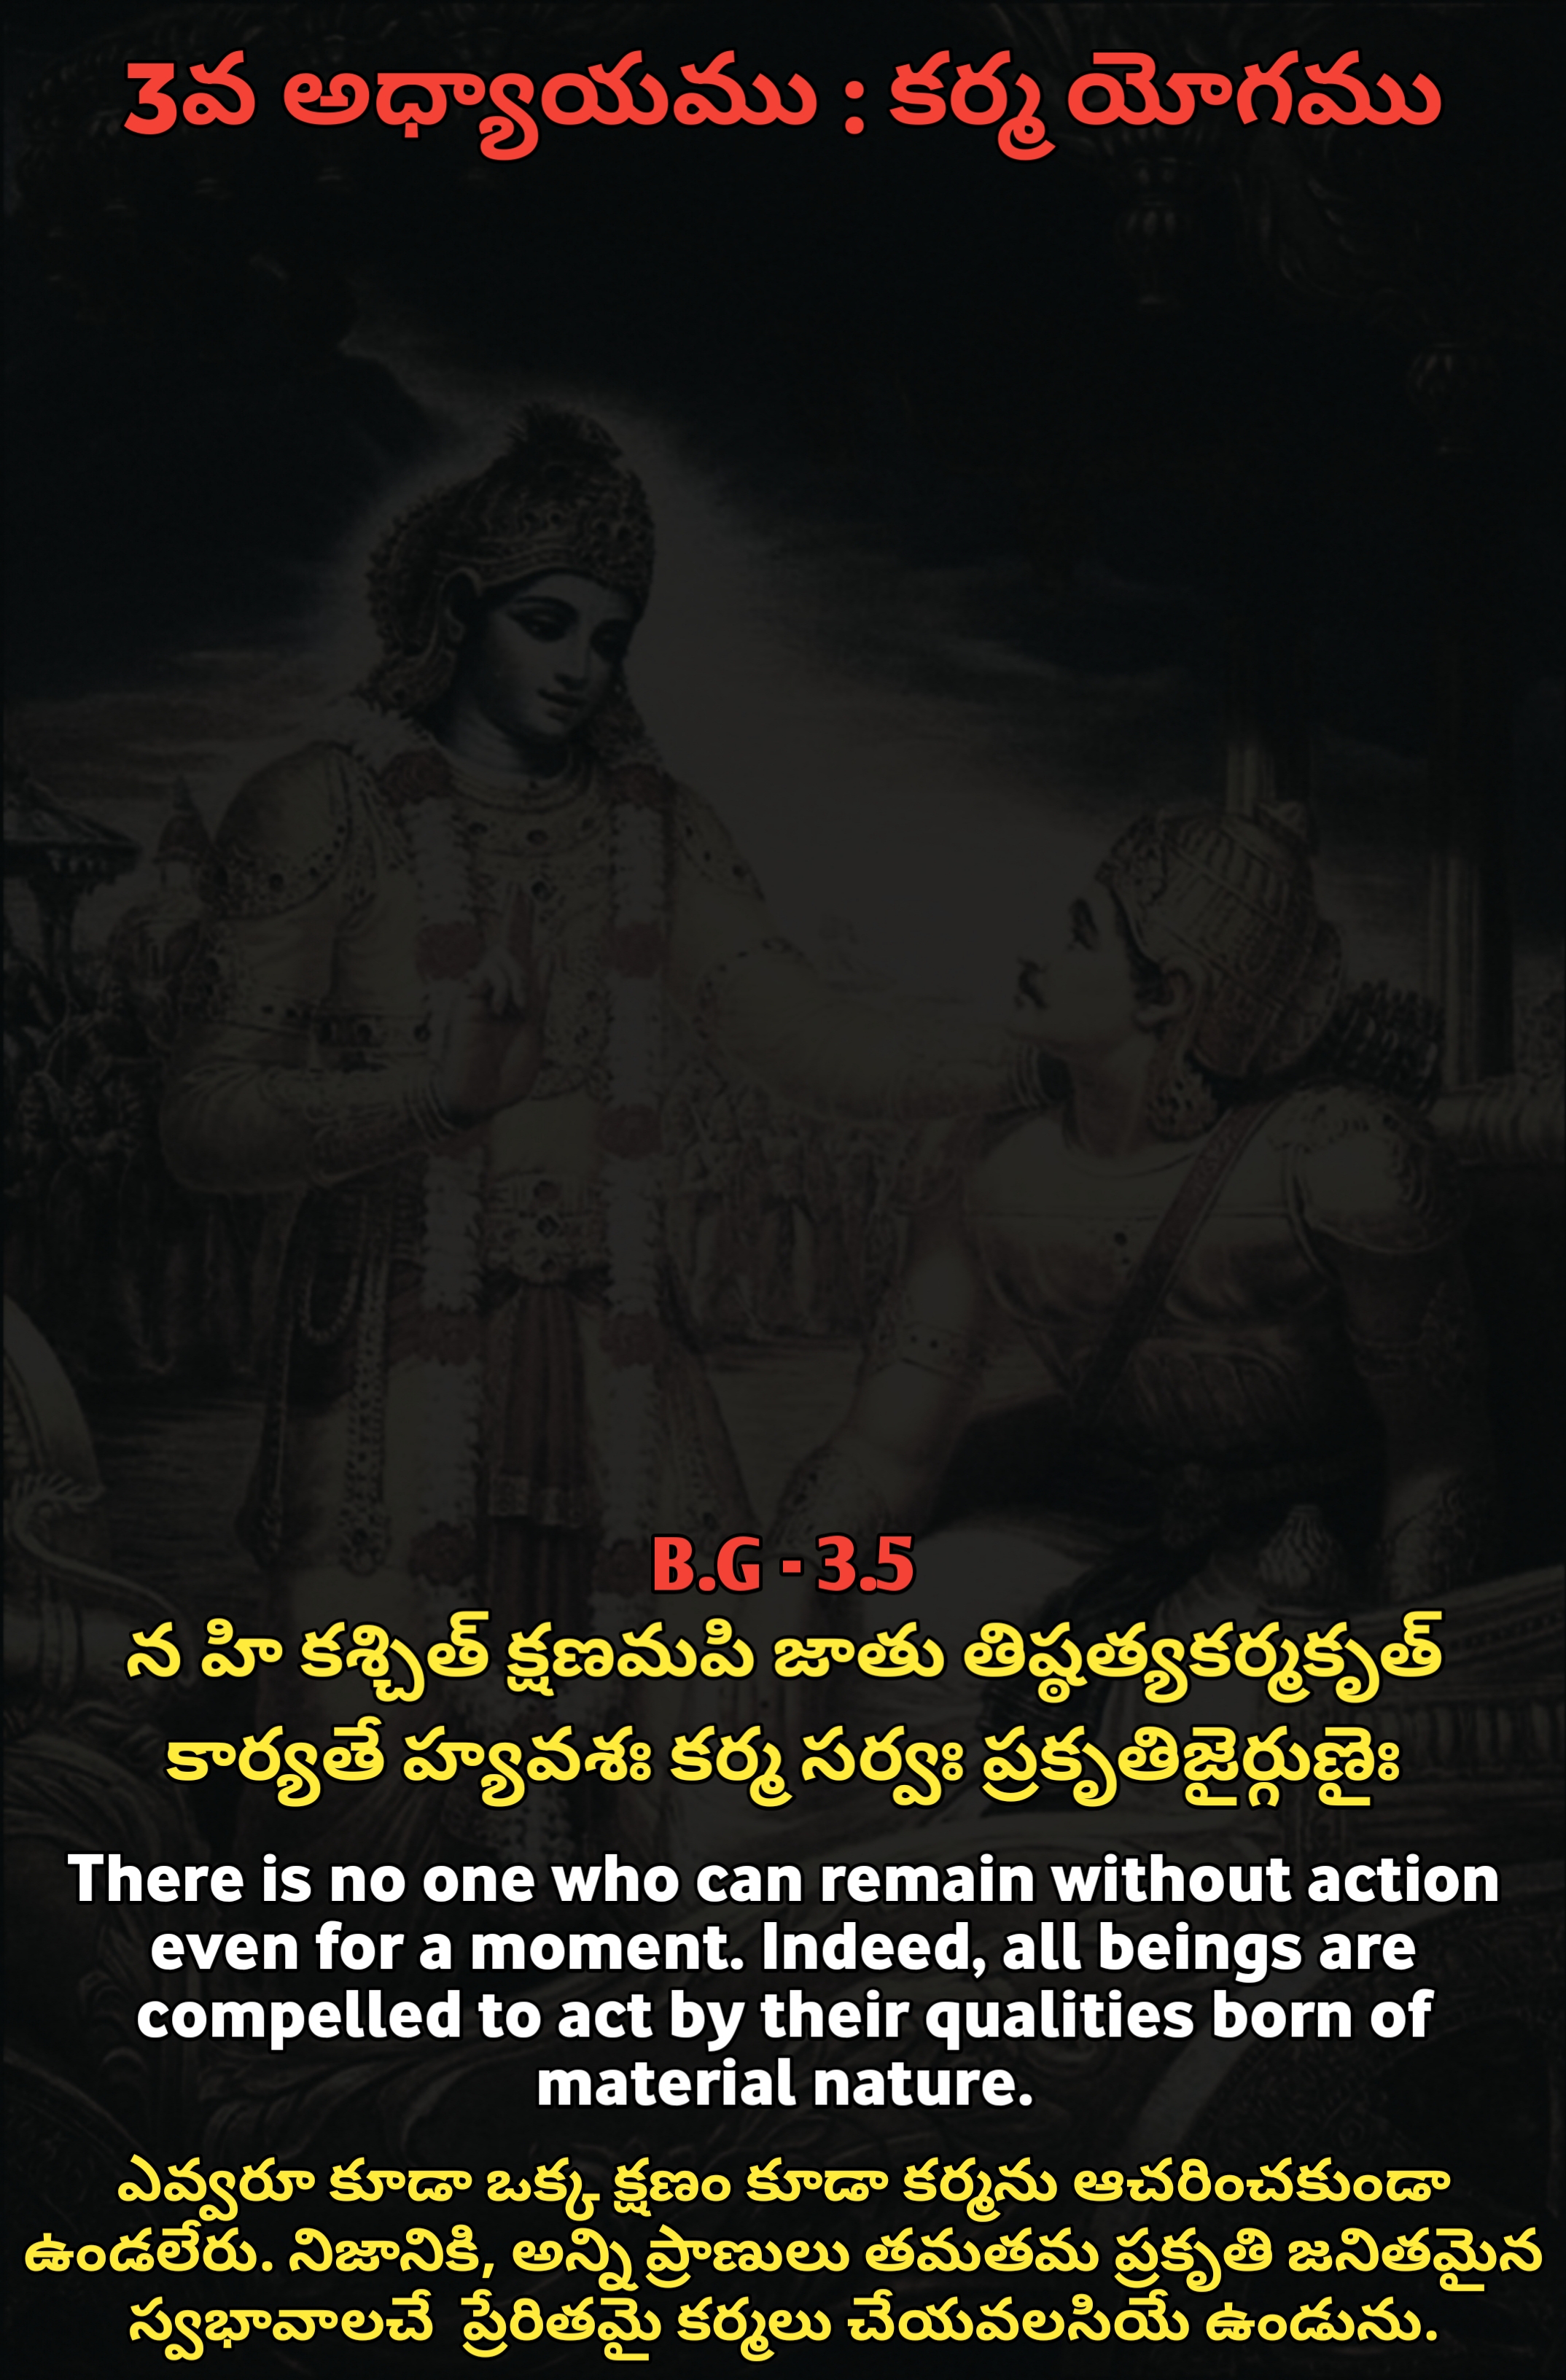 3వ అధ్యాయము : కర్మ యోగము
B.G - 3.5
న హి కశ్చిత్ క్షణమపి జాతు తిష్ఠత్యకర్మకృత్
కార్యతే హ్యవశః కర్మ సర్వః ప్రకృతిజైర్గుణైః
There is no one who can remain without action
even for a moment. Indeed, all beings are
compelled to act by their qualities born of
material nature.
ఎవ్వరూ కూడా ఒక్క క్షణం కూడా కర్మను ఆచరించకుండా
ఉండలేరు. నిజానికి, అన్ని ప్రాణులు తమతమ ప్రకృతి జనితమైన
స్వభావాలచే ప్రేరితమై కర్మలు చేయవలసియే ఉండును.